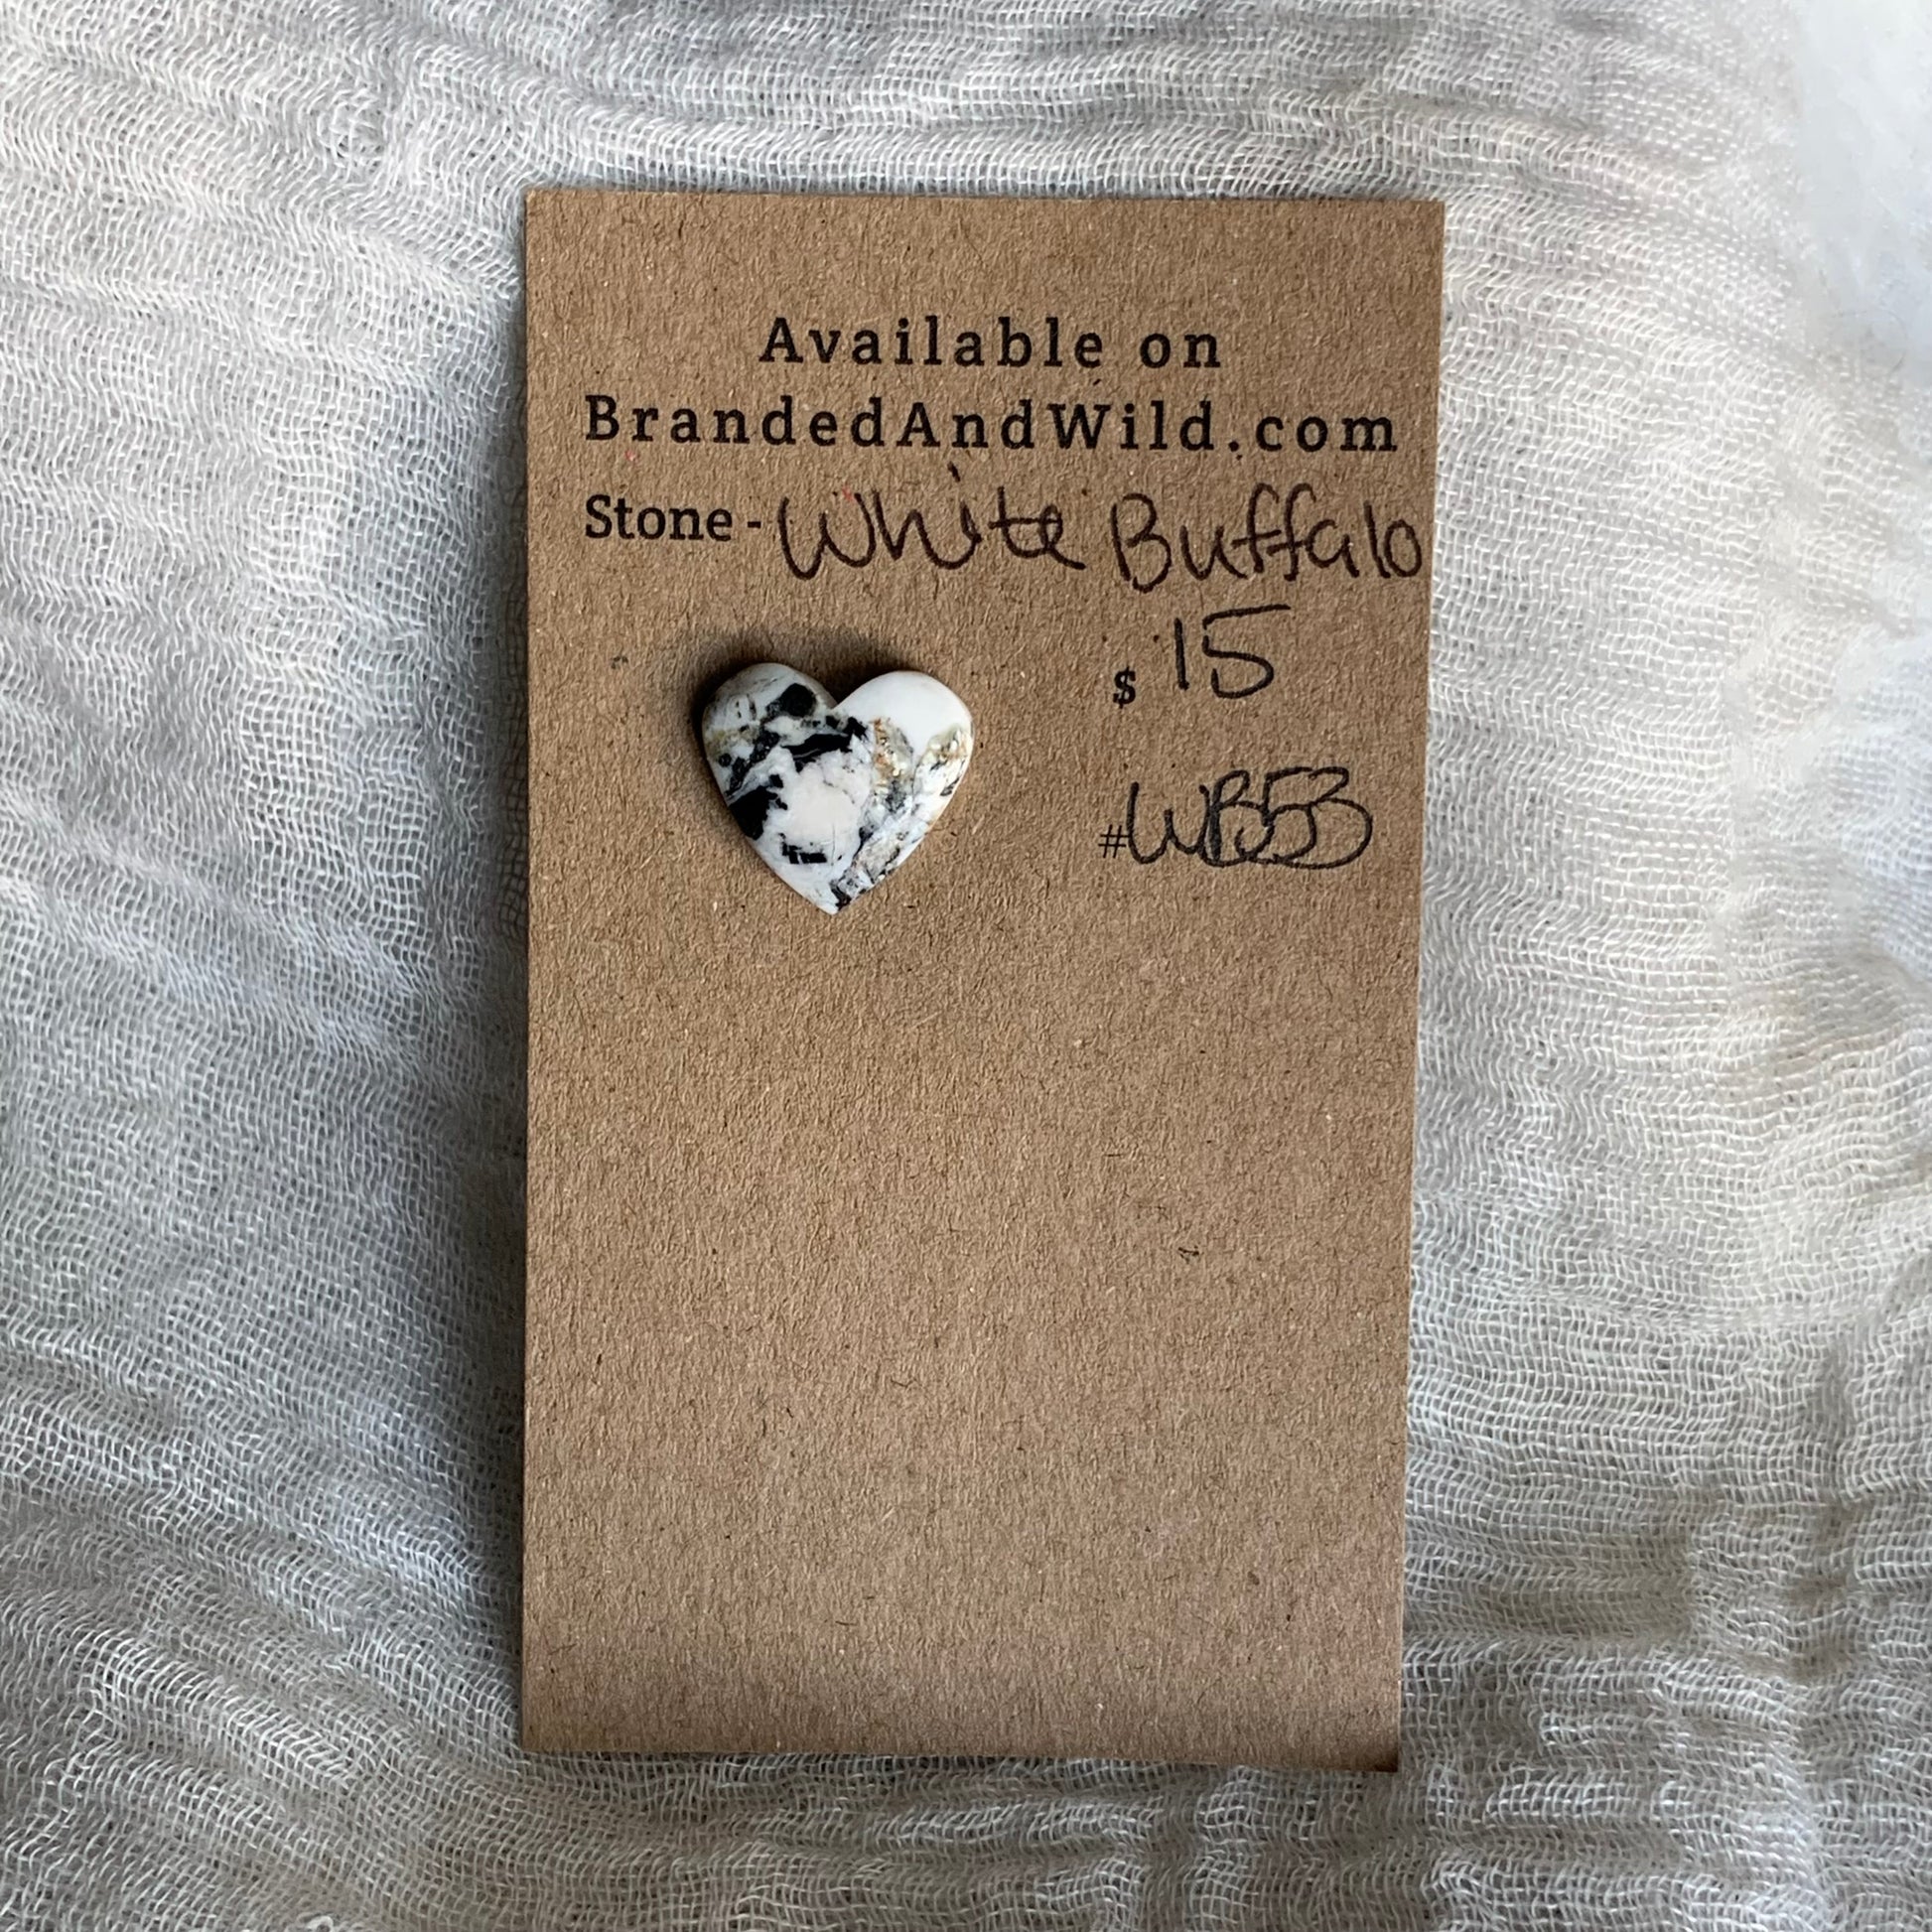 Available on
BrandedAndWild.com
Stone - White Buffalo
$ 15
#WB53